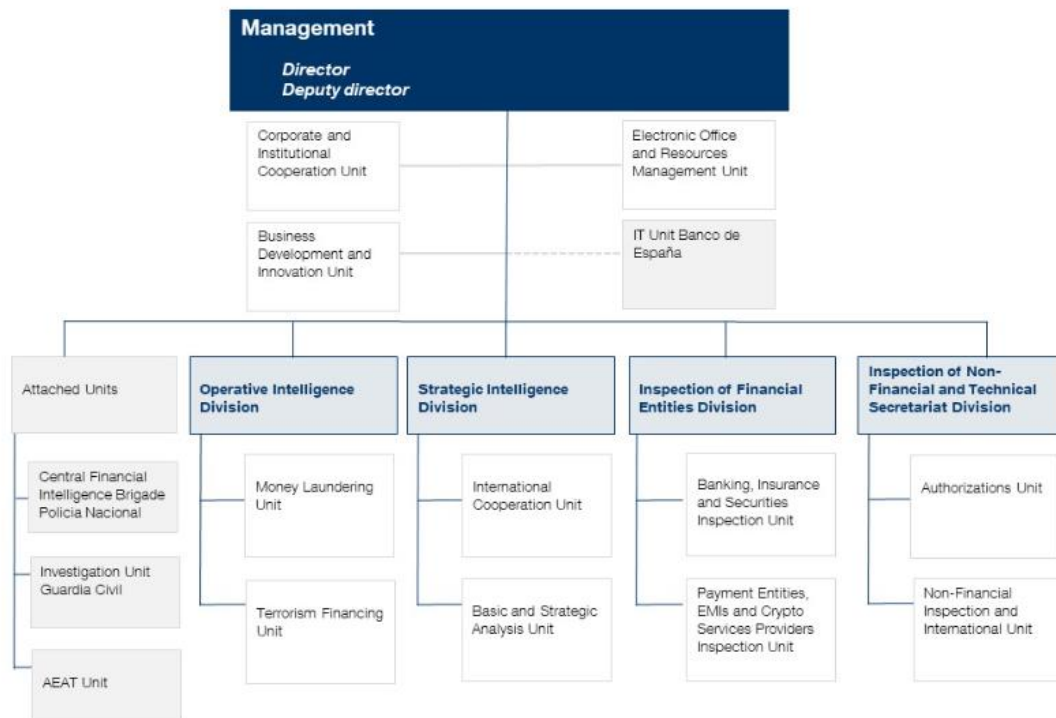 Management
Director
Deputy director
Corporate and
Institutional
Cooperation Unit
Electronic Office
and Resources
Management Unit
Business
Development and
Innovation Unit
IT Unit Banco de
España
Attached Units
Operative Intelligence
Division
Strategic Intelligence
Division
Inspection of Financial
Entities Division
Inspection of Non-
Financial and Technical
Secretariat Division
Central Financial
Intelligence Brigade
Policia Nacional
Money Laundering
Unit
International
Cooperation Unit
Banking, Insurance
and Securities
Inspection Unit
Authorizations Unit
Investigation Unit
Guardia Civil
Terrorism Financing
Unit
Basic and Strategic
Analysis Unit
Payment Entities,
EMIs and Crypto
Services Providers
Inspection Unit
Non-Financial
Inspection and
International Unit
AEAT Unit